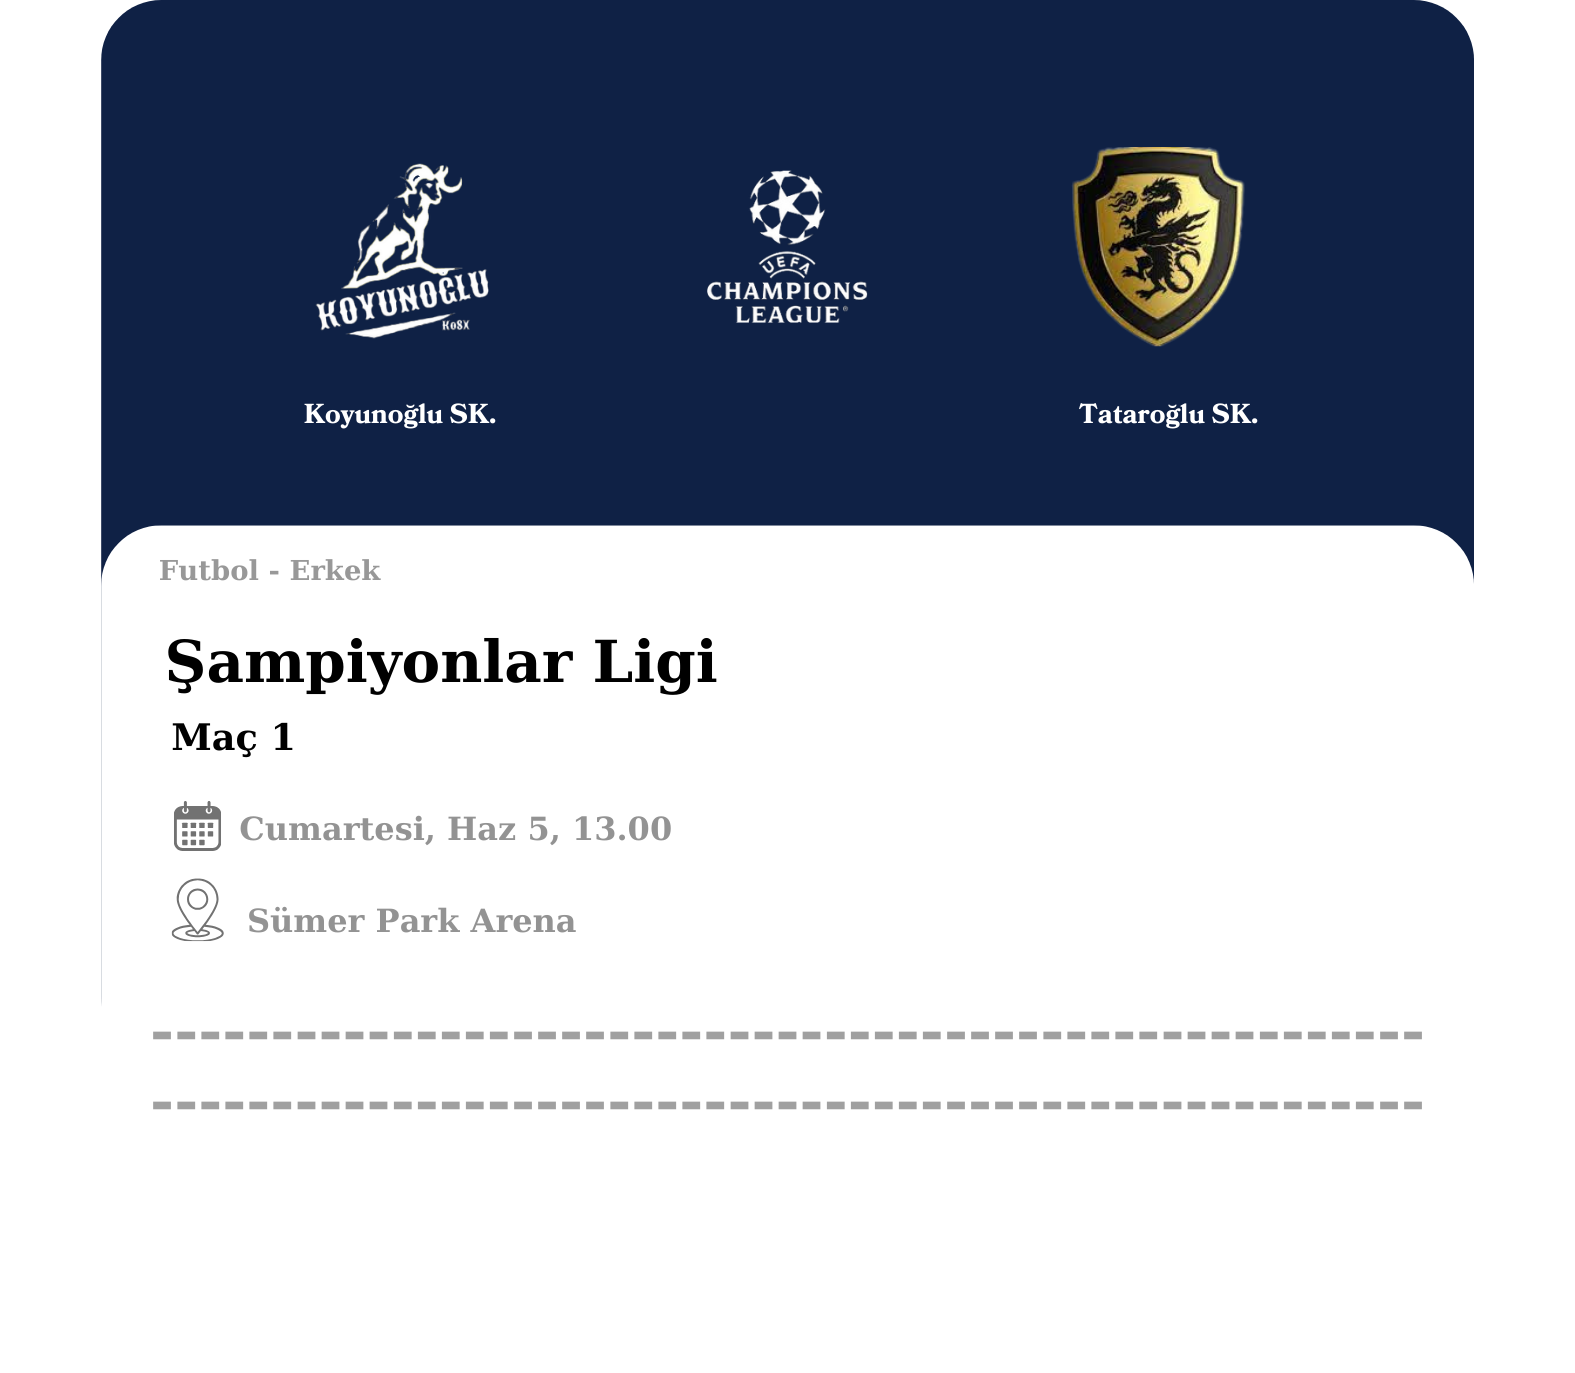 KOYUNOĞLU
Ko8X
UEFA
CHAMPIONS
LEAGUE
Koyunoğlu SK.
Tataroğlu SK.
Futbol - Erkek
Şampiyonlar Ligi
Maç 1
Cumartesi, Haz 5, 13.00
Sümer Park Arena